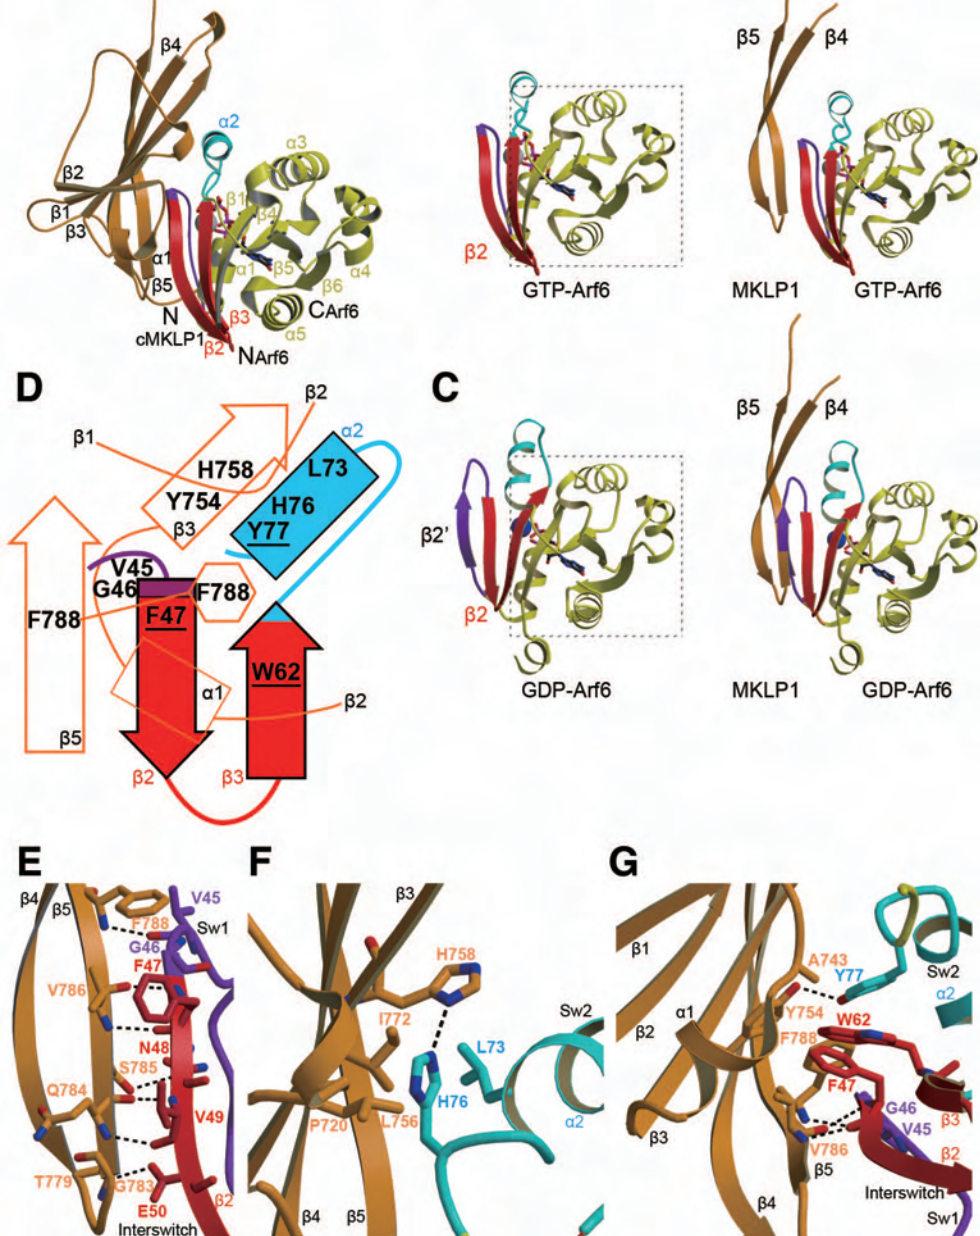 β4
α2
α3
β2
β1
β4
β1
β3
α1
α1
β5
α4
β5
β6
N
CArf6
cMKLP1
β3
α5
β2
NArf6
β2
GTP-Arf6
β5
β4
MKLP1
GTP-Arf6
D
β2
β1
α2
H758
L73
Y754
H76
β3
Y77
V45
G46
F788
F788
F47
W62
α1
β2
β5
β2
β3
C
β2'
β2
GDP-Arf6
β5
β4
MKLP1
GDP-Arf6
E
β4
β5
V45
F788
Sw1
G46
F47
V786
N48
S785
Q784
V49
T779
G783
E50
β2
Interswitch
F
β3
H758
I772
Sw2
L73
H76
P720
L756
α2
β4
β5
G
β1
A743
Y77
Sw2
α2
α1
Y754
W62
β2
F788
F47
G46
β3
V45
β3
V786
β2
β5
Interswitch
β4
Sw1